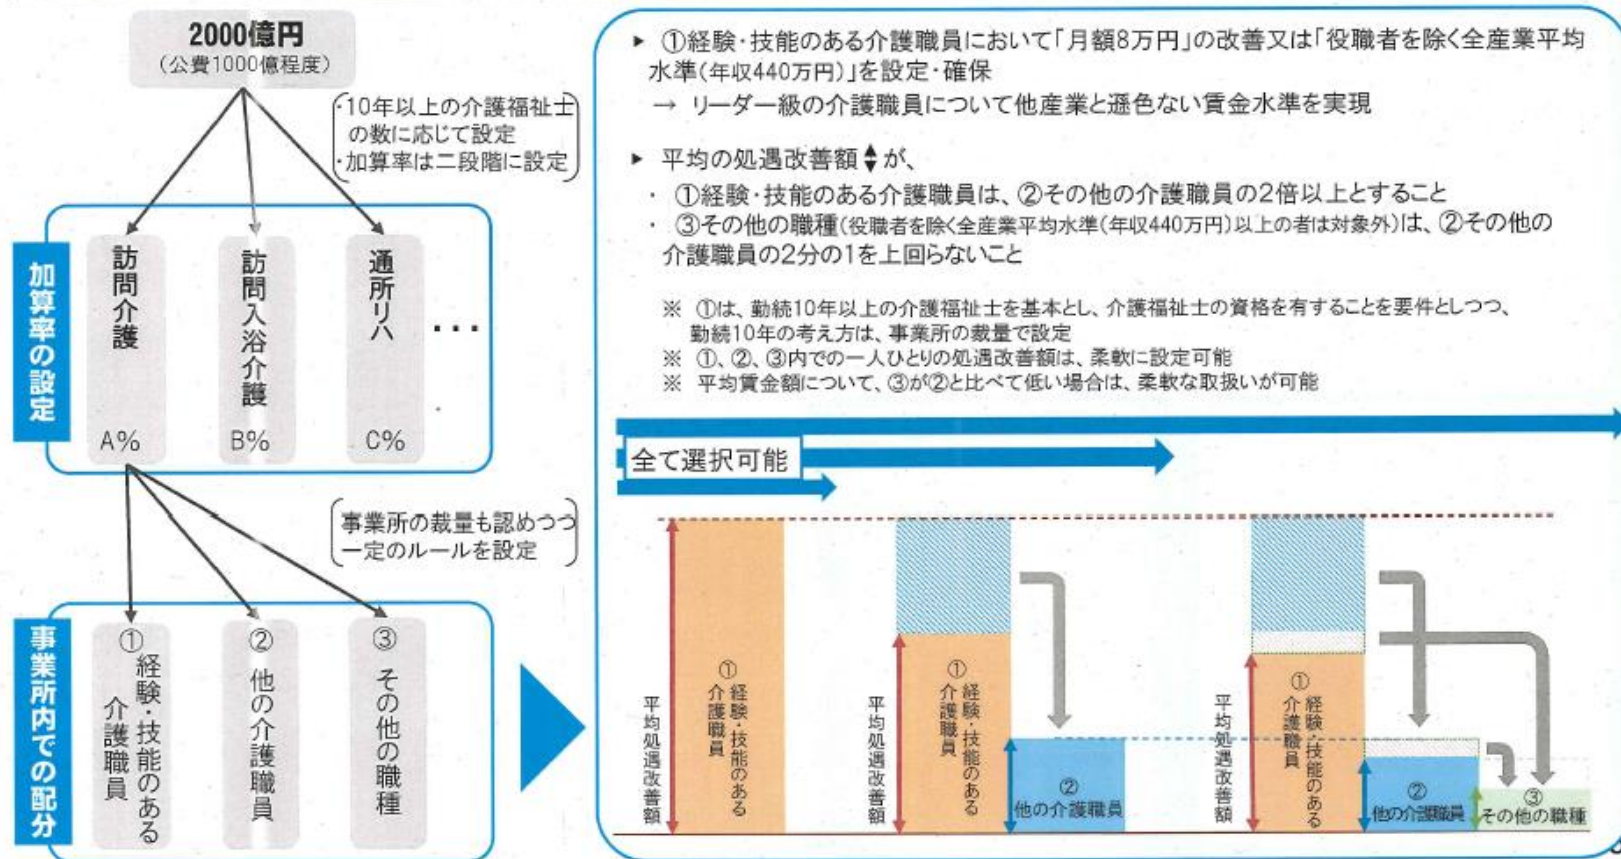 2000億円
(公費1000億程度)
・10年以上の介護福祉士
の数に応じて設定
・加算率は二段階に設定
加算率の設定
訪問介護
A%
訪問入浴介護
B%
通所リハ
C%
・・・
事業所の裁量も認めつつ
一定のルールを設定
事業所内での配分
①
経験・技能のある
介護職員
②
他の介護職員
③
その他の職種
▶ ①経験・技能のある介護職員において「月額8万円」の改善又は「役職者を除く全産業平均
水準(年収440万円)」を設定・確保
→ リーダー級の介護職員について他産業と遜色ない賃金水準を実現
▶ 平均の処遇改善額 が、
・ ①経験・技能のある介護職員は、②その他の介護職員の2倍以上とすること
・ ③その他の職種(役職者を除く全産業平均水準(年収440万円)以上の者は対象外)は、②その他の
介護職員の2分の1を上回らないこと
※ ①は、勤続10年以上の介護福祉士を基本とし、介護福祉士の資格を有することを要件としつつ、
勤続10年の考え方は、事業所の裁量で設定
※ ①、②、③内での一人ひとりの処遇改善額は、柔軟に設定可能
※ 平均賃金額について、③が②と比べて低い場合は、柔軟な取扱いが可能
全て選択可能
平均処遇改善額
①
経験・技能のある
介護職員
平均処遇改善額
①
経験・技能のある
介護職員
②
他の介護職員
平均処遇改善額
①
経験・技能のある
介護職員
②
他の介護職員
③
その他の職種